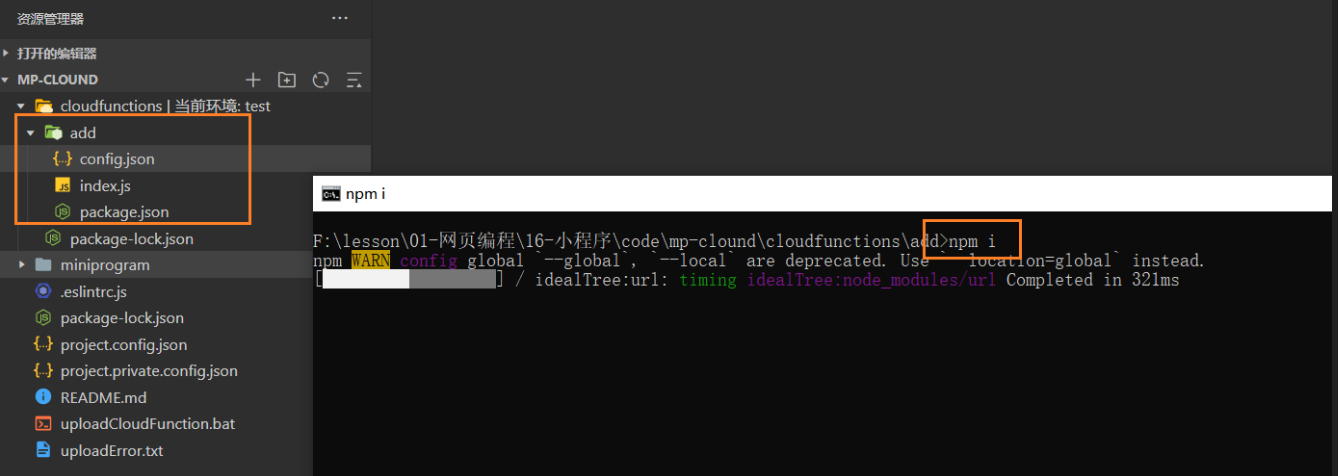 资源管理器 ...
打开的编辑器
MP-CLOUND
cloudfunctions | 当前环境: test
add
{..} config.json
JS index.js
JS package.json
JS package-lock.json
miniprogram
.eslintrc.js
JS package-lock.json
{..} project.config.json
{..} project.private.config.json
README.md
uploadCloudFunction.bat
uploadError.txt
C:\. npm i
F:\lesson\01-网页编程\16-小程序\code\mp-clound\cloudfunctions\add>npm i
npm WARN config global `--global`, `--local` are deprecated. Use ` location=global` instead.
[ ] / idealTree:url: timing idealTree:node_modules/url Completed in 321ms